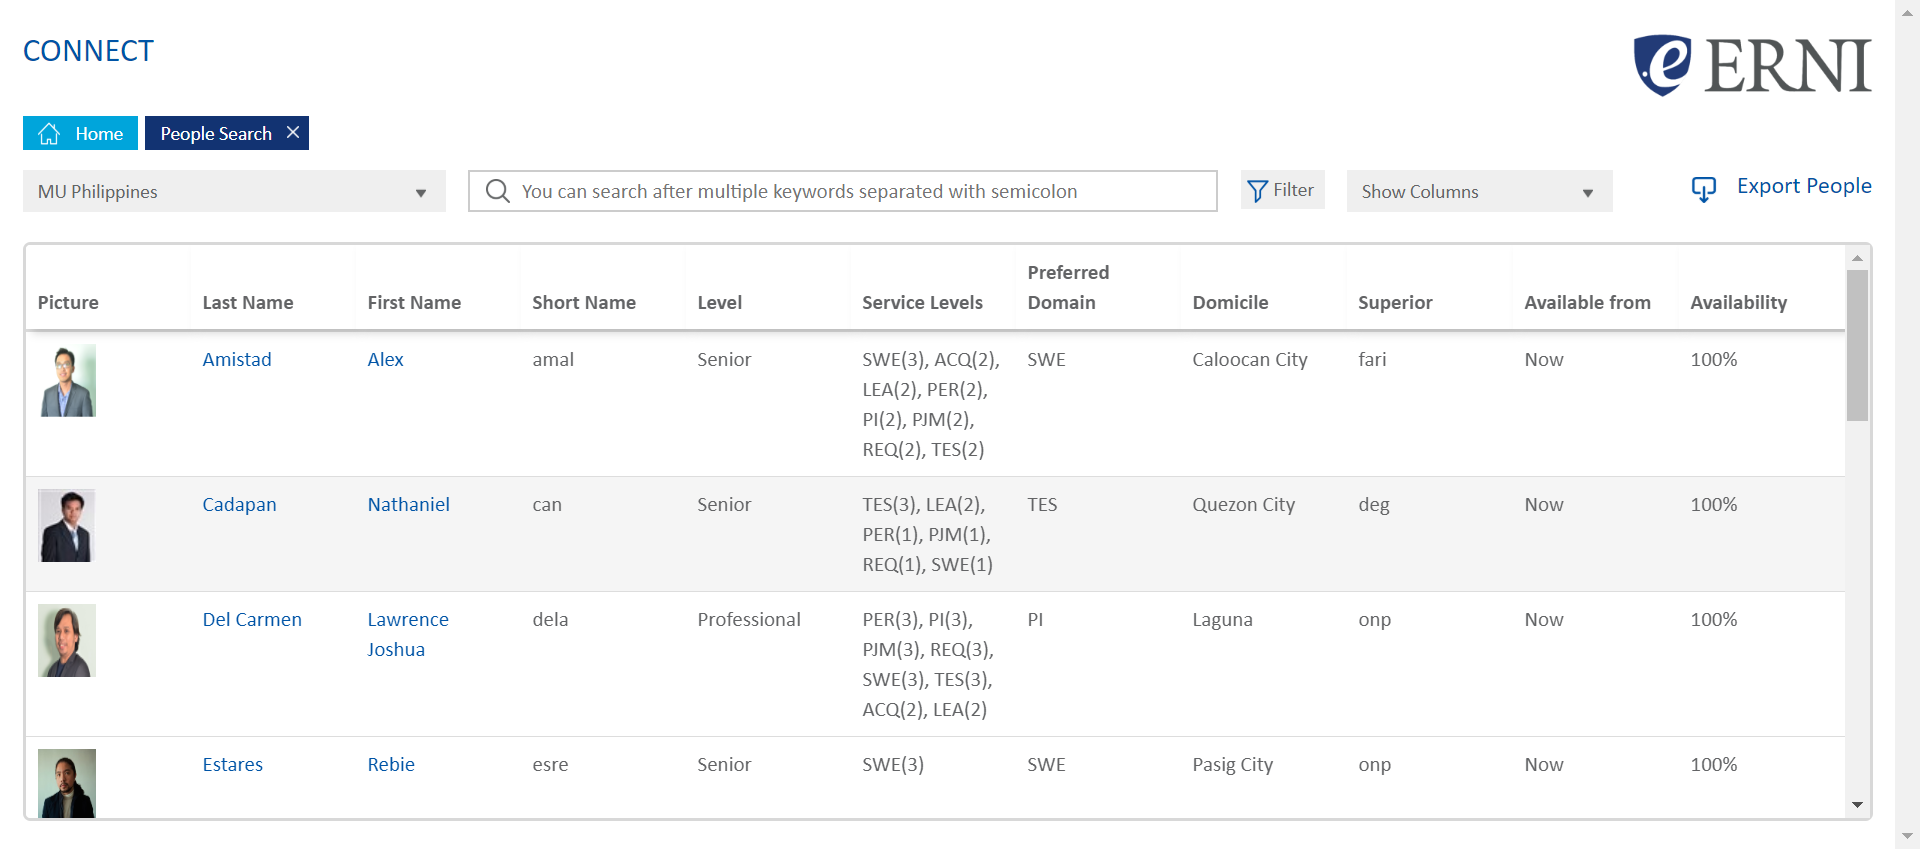 CONNECT
e ERNI
Home
People Search
MU Philippines
You can search after multiple keywords separated with semicolon
Filter
Show Columns
Export People
Picture Last Name First Name Short Name Level Service Levels Preferred Domain Domicile Superior Available from Availability
Amistad Alex amal Senior SWE(3), ACQ(2), SWE Caloocan City fari Now 100%
LEA(2), PER(2),
PI(2), PJM(2),
REQ(2), TES(2)
Cadapan Nathaniel can Senior TES(3), LEA(2), TES Quezon City deg Now 100%
PER(1), PJM(1),
REQ(1), SWE(1)
Del Carmen Lawrence dela Professional PER(3), PI(3), PI Laguna onp Now 100%
Joshua PJM(3), REQ(3),
SWE(3), TES(3),
ACQ(2), LEA(2)
Estares Rebie esre Senior SWE(3) SWE Pasig City onp Now 100%